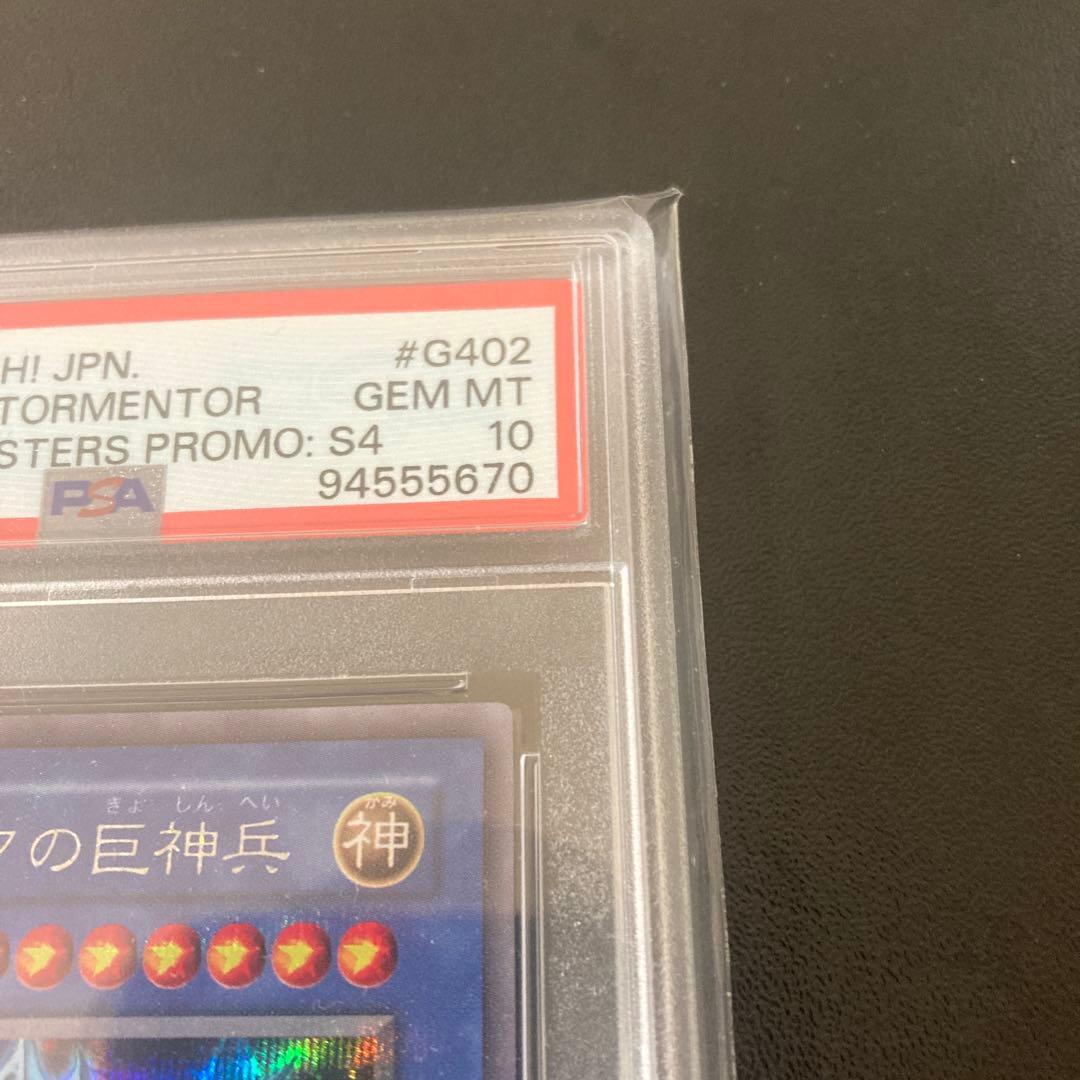 H! JPN. #G402
TORMENTOR GEM MT
STERS PROMO: S4 10
PSA 94555670
きょ しん へい かみ
クの巨神兵 神